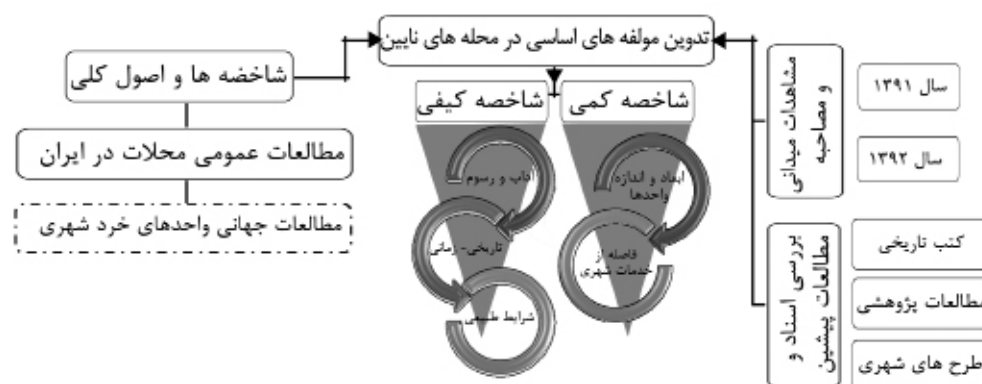 تدوین مولفه های اساسی در محله های نایین
مشاهدات میدانی
و مصاحبه
سال ۱۳۹۱
سال ۱۳۹۲
بررسی اسناد و
مطالعات پیشین
کتب تاریخی
مطالعات پژوهشی
طرح های شهری
شاخصه کمی
ابعاد و اندازه
واحدها
فاصله از
خدمات شهری
شاخصه کیفی
آداب و رسوم
تاریخی- زمانی
شرایط طبیعی
شاخضه ها و اصول کلی
مطالعات عمومی محلات در ایران
مطالعات جهانی واحدهای خرد شهری